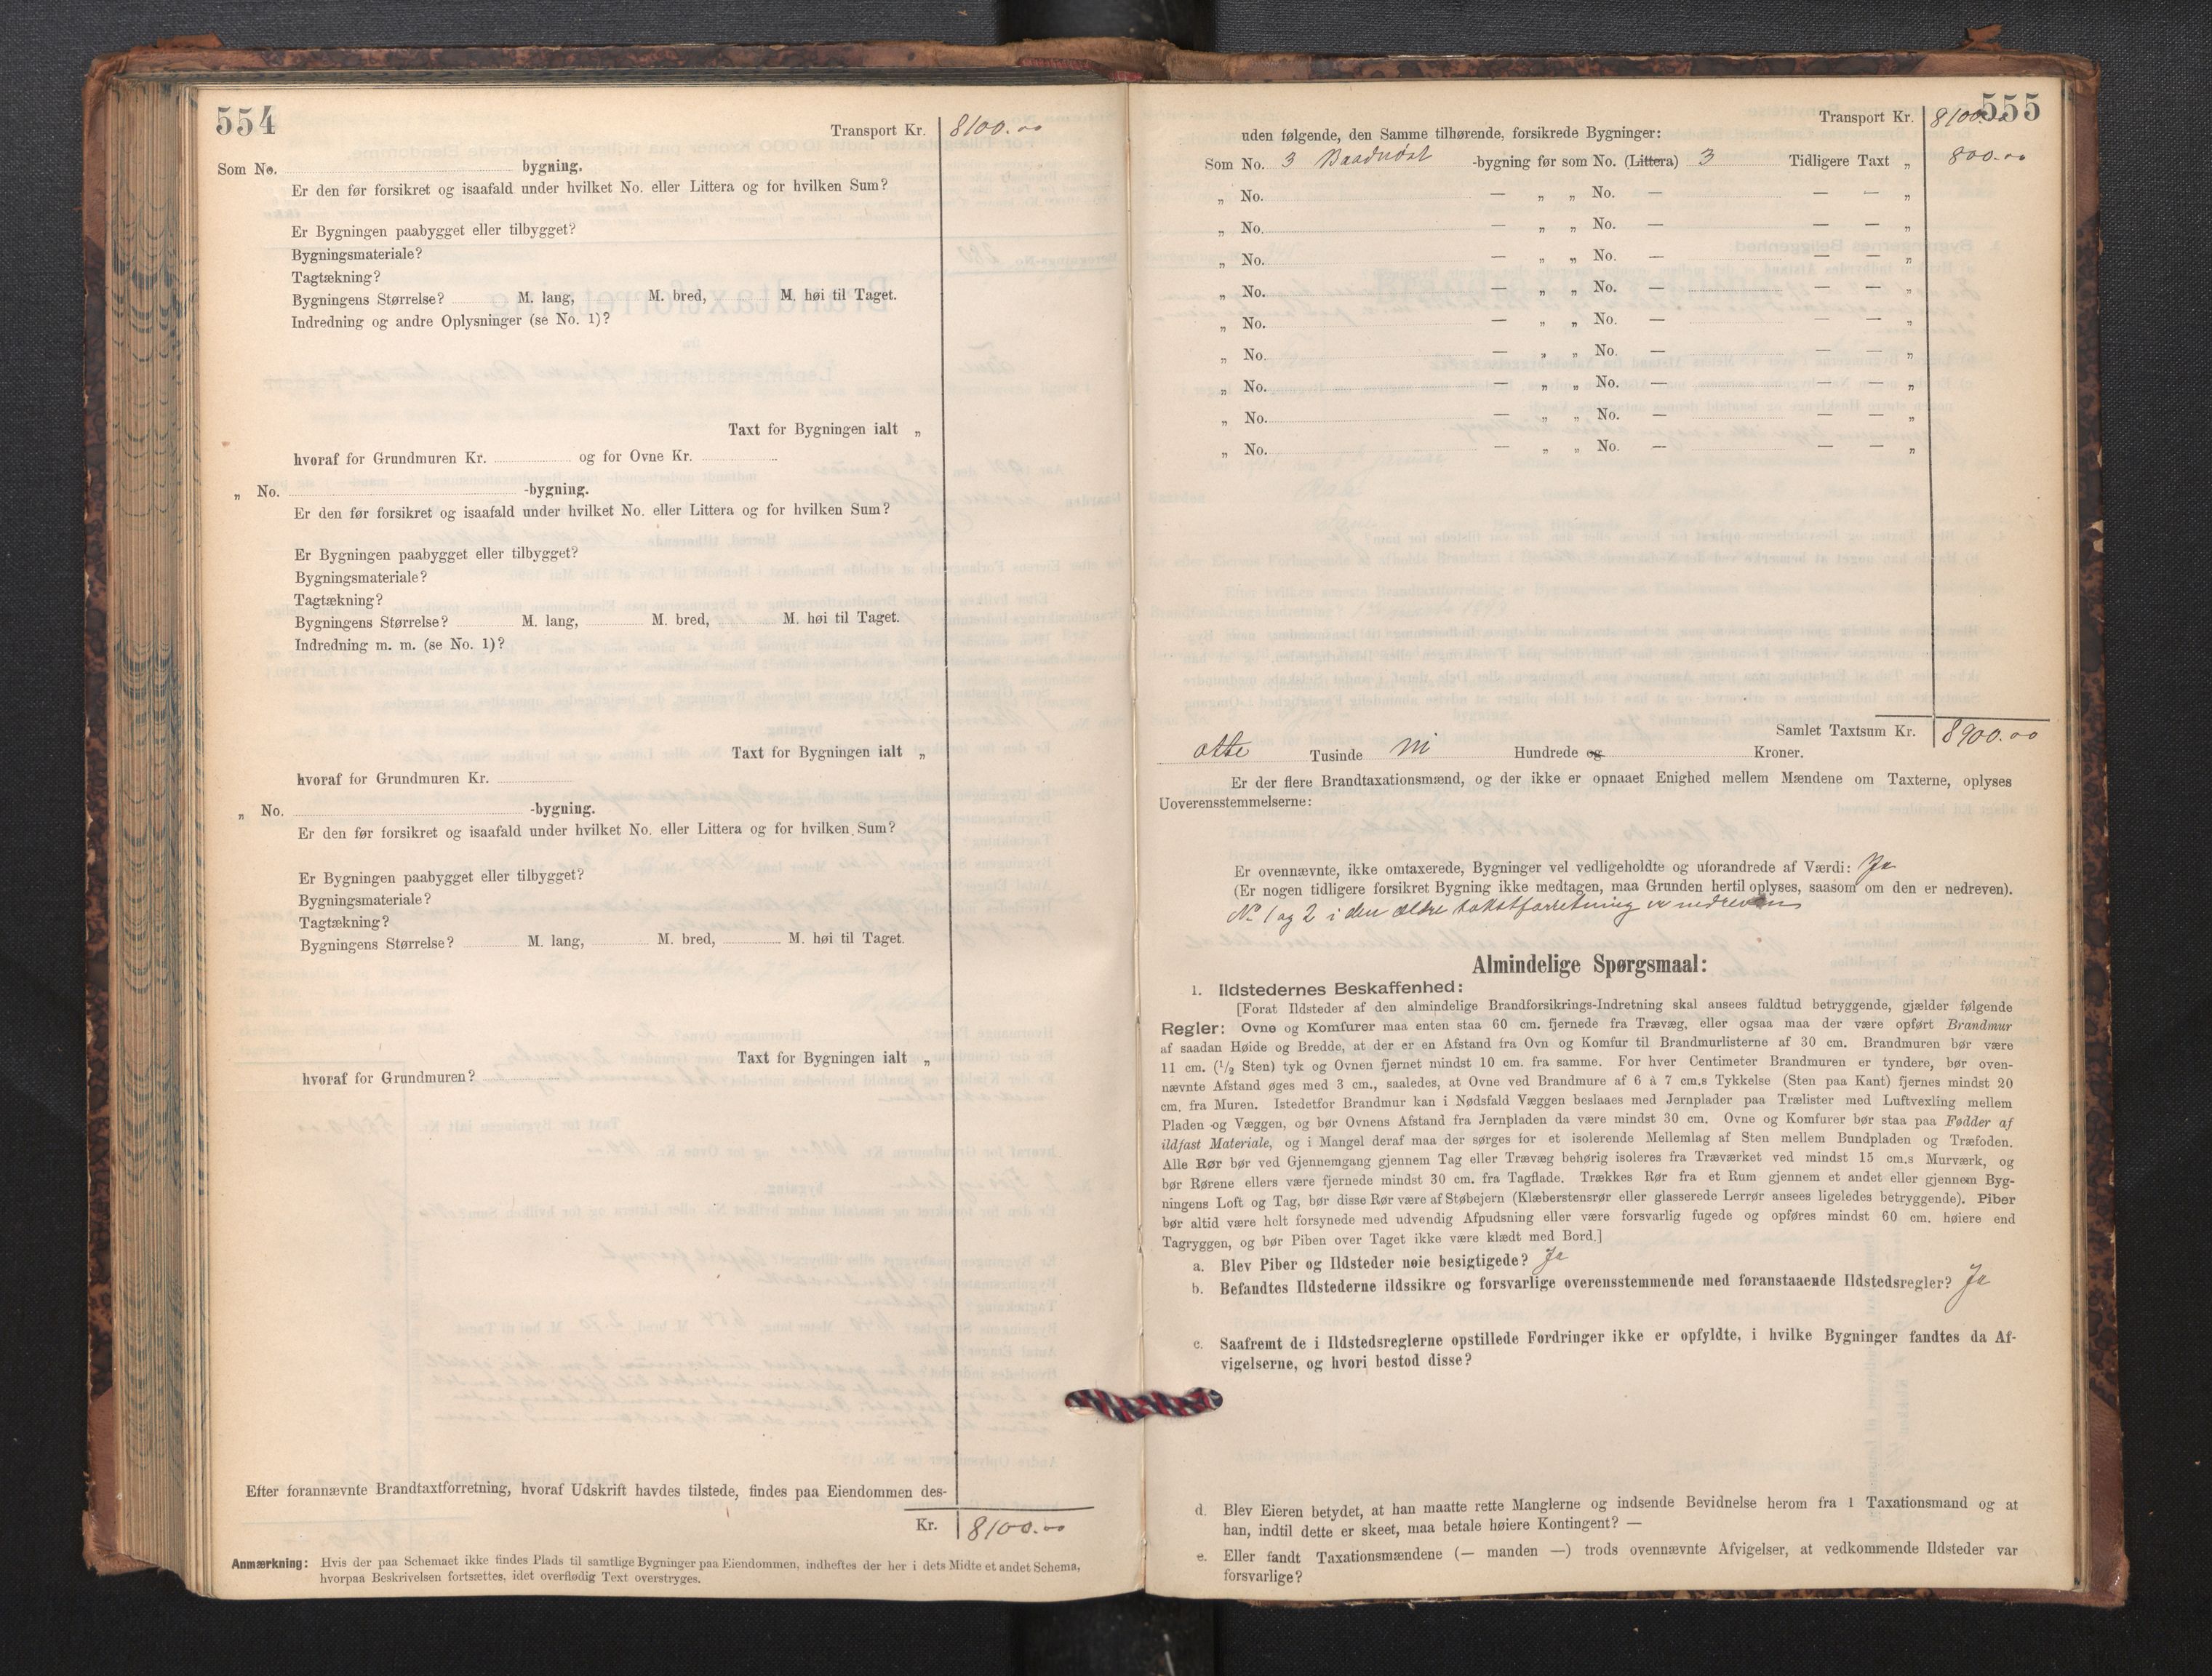 554
Transport Kr. 8100.00
Som No. bygning.
Er den før forsikret og isaafald under hvilket No. eller Littera og for hvilken Sum?
Er Bygningen paabygget eller tilbygget?
Bygningsmateriale?
Tagtækning?
Bygningens Størrelse? M. lang, M. bred, M. høi til Taget.
Indredning og andre Oplysninger (se No. 1)?
Taxt for Bygningen ialt „
hvoraf for Grundmuren Kr. og for Ovne Kr.
„ No. -bygning.
Er den før forsikret og isaafald under hvilket No. eller Littera og for hvilken Sum?
Er Bygningen paabygget eller tilbygget?
Bygningsmateriale?
Tagtækning?
Bygningens Størrelse? M. lang, M. bred, M. høi til Taget.
Indredning m. m. (se No. 1)?
Taxt for Bygningen ialt „
hvoraf for Grundmuren Kr.
„ No. -bygning.
Er den før forsikret og isaafald under hvilket No. eller Littera og for hvilken Sum?
Er Bygningen paabygget eller tilbygget?
Bygningsmateriale?
Tagtækning?
Bygningens Størrelse? M. lang, M. bred, M. høi til Taget.
Taxt for Bygningen ialt „
hvoraf for Grundmuren?
Efter forannævnte Brandtaxtforretning, hvoraf Udskrift havdes tilstede, findes paa Eiendommen des-
Kr. 8100.00
Anmærkning: Hvis der paa Schemaet ikke findes Plads til samtlige Bygninger paa Eiendommen, indheftes der her i dets Midte et andet Schema,
hvorpaa Beskrivelsen fortsættes, idet overflødig Text overstryges.
555
Transport Kr. 8100.00
uden følgende, den Samme tilhørende, forsikrede Bygninger:
Som No. 3 Baadnöst -bygning før som No. (Littera) 3 Tidligere Taxt „ 800.00
„ No. — „ „ No. — — — „
„ No. — „ „ No. — — — „
„ No. — „ „ No. — — — „
„ No. — „ „ No. — — — „
„ No. — „ „ No. — — — „
„ No. — „ „ No. — — — „
„ No. — „ „ No. — — — „
„ No. — „ „ No. — — — „
„ No. — „ „ No. — — — „
Samlet Taxtsum Kr. 8900.00
otte Tusinde ni Hundrede og Kroner.
Er der flere Brandtaxationsmænd, og der ikke er opnaaet Enighed mellem Mændene om Taxterne, oplyses
Uoverensstemmelserne:
Er ovennævnte, ikke omtaxerede, Bygninger vel vedligeholdte og uforandrede af Værdi: Ja
(Er nogen tidligere forsikret Bygning ikke medtagen, maa Grunden hertil oplyses, saasom om den er nedreven).
No. 1 og 2 i den ældre takstforretning er nedreven
Almindelige Spørgsmaal:
1. Ildstedernes Beskaffenhed:
[Forat Ildsteder af den almindelige Brandforsikrings-Indretning skal ansees fuldtud betryggende, gjælder følgende
Regler: Ovne og Komfurer maa enten staa 60 cm. fjernede fra Trævæg, eller ogsaa maa der være opført Brandmur
af saadan Høide og Bredde, at der er en Afstand fra Ovn og Komfur til Brandmurlisterne af 30 cm. Brandmuren bør være
11 cm. (1/2 Sten) tyk og Ovnen fjernet mindst 10 cm. fra samme. For hver Centimeter Brandmuren er tyndere, bør oven-
nævnte Afstand øges med 3 cm., saaledes, at Ovne ved Brandmure af 6 à 7 cm.s Tykkelse (Sten paa Kant) fjernes mindst 20
cm. fra Muren. Istedetfor Brandmur kan i Nødsfald Væggen beslaaes med Jernplader paa Trælister med Luftvexling mellem
Pladen og Væggen, og bør Ovnens Afstand fra Jernpladen da være mindst 30 cm. Ovne og Komfurer bør staa paa Fødder af
ildfast Materiale, og i Mangel deraf maa der sørges for et isolerende Mellemlag af Sten mellem Bundpladen og Træfoden.
Alle Rør bør ved Gjennemgang gjennem Tag eller Trævæg behørig isoleres fra Træværket ved mindst 15 cm.s Murværk, og
bør Rørene ellers være fjernede mindst 30 cm. fra Tagflade. Trækkes Rør fra et Rum gjennem et andet eller gjennem Byg-
ningens Loft og Tag, bør disse Rør være af Støbejern (Klæberstensrør eller glasserede Lerrør ansees ligeledes betryggende). Piber
bør altid være helt forsynede med udvendig Afpudsning eller være forsvarlig fugede og opføres mindst 60 cm. høiere end
Tagryggen, og bør Piben over Taget ikke være klædt med Bord.]
a. Blev Piber og Ildsteder nøie besigtigede? Ja
b. Befandtes Ildstederne ildssikre og forsvarlige overensstemmende med foranstaaende Ildstedsregler? Ja
c. Saafremt de i Ildstedsreglerne opstillede Fordringer ikke er opfyldte, i hvilke Bygninger fandtes da Af-
vigelserne, og hvori bestod disse?
d. Blev Eieren betydet, at han maatte rette Manglerne og indsende Bevidnelse herom fra 1 Taxationsmand og at
han, indtil dette er skeet, maa betale høiere Kontingent? —
e. Eller fandt Taxationsmændene (— manden —) trods ovennævnte Afvigelser, at vedkommende Ildsteder var
forsvarlige?